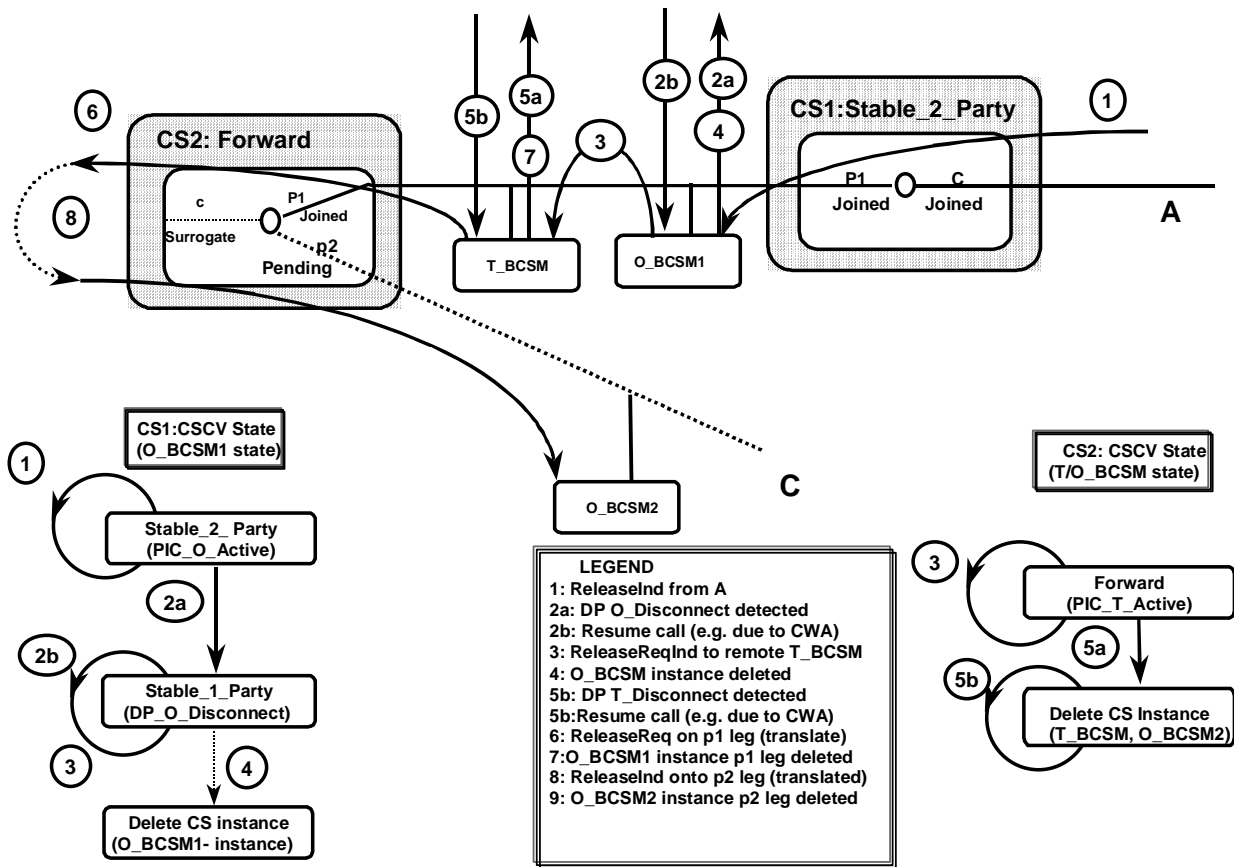 6
CS2: Forward
c
Surrogate
P1
Joined
p2
Pending
8
5b
5a
7
3
2b
2a
4
T_BCSM
O_BCSM1
CS1:Stable_2_Party
P1
Joined
C
Joined
1
A
C
O_BCSM2
CS1:CSCV State
(O_BCSM1 state)
1
Stable_2_ Party
(PIC_O_Active)
2a
2b
Stable_1_Party
(DP_O_Disconnect)
3
4
Delete CS instance
(O_BCSM1- instance)
LEGEND
1: ReleaseInd from A
2a: DP O_Disconnect detected
2b: Resume call (e.g. due to CWA)
3: ReleaseReqInd to remote T_BCSM
4: O_BCSM instance deleted
5b: DP T_Disconnect detected
5b:Resume call (e.g. due to CWA)
6: ReleaseReq on p1 leg (translate)
7:O_BCSM1 instance p1 leg deleted
8: ReleaseInd onto p2 leg (translated)
9: O_BCSM2 instance p2 leg deleted
CS2: CSCV State
(T/O_BCSM state)
3
Forward
(PIC_T_Active)
5a
5b
Delete CS Instance
(T_BCSM, O_BCSM2)